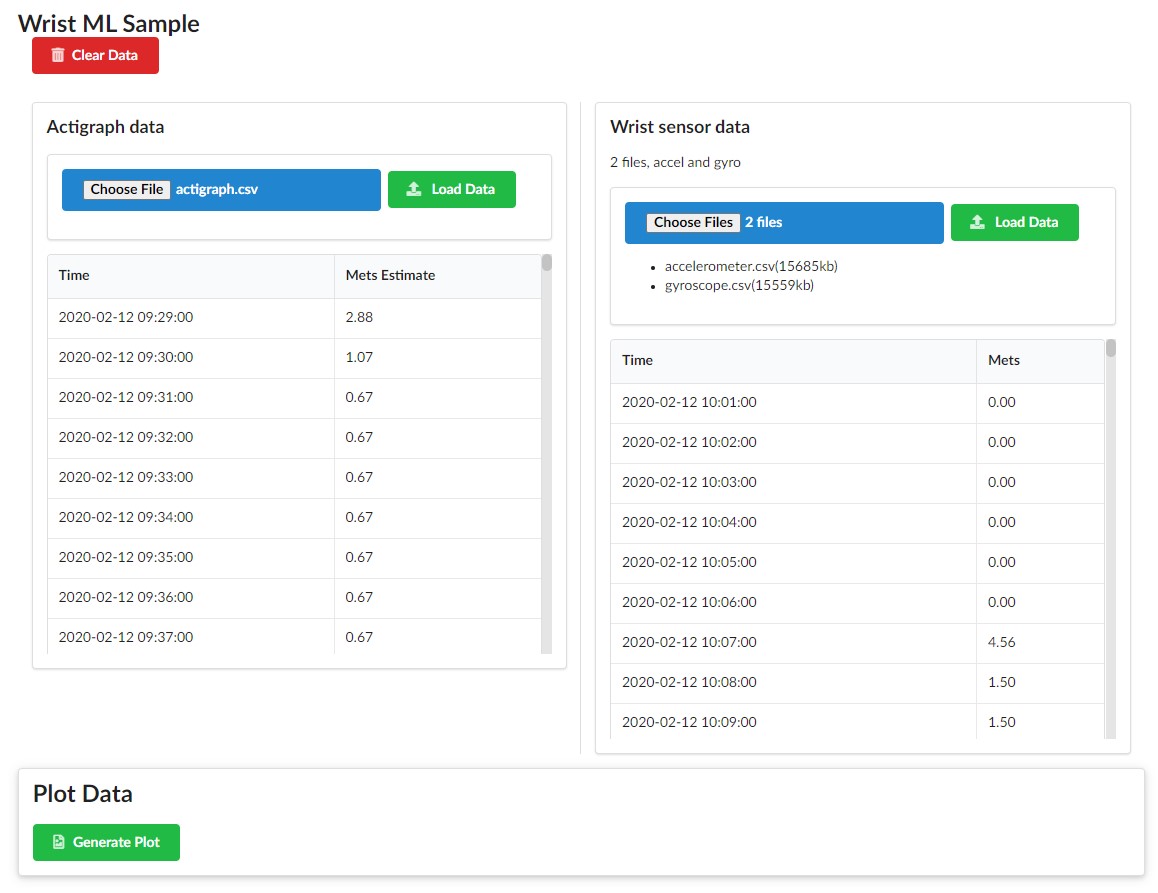 Wrist ML Sample
Clear Data
Actigraph data
Choose File actigraph.csv
Load Data
Time Mets Estimate
2020-02-12 09:29:00 2.88
2020-02-12 09:30:00 1.07
2020-02-12 09:31:00 0.67
2020-02-12 09:32:00 0.67
2020-02-12 09:33:00 0.67
2020-02-12 09:34:00 0.67
2020-02-12 09:35:00 0.67
2020-02-12 09:36:00 0.67
2020-02-12 09:37:00 0.67
Wrist sensor data
2 files, accel and gyro
Choose Files 2 files
Load Data
• accelerometer.csv(15685kb)
• gyroscope.csv(15559kb)
Time Mets
2020-02-12 10:01:00 0.00
2020-02-12 10:02:00 0.00
2020-02-12 10:03:00 0.00
2020-02-12 10:04:00 0.00
2020-02-12 10:05:00 0.00
2020-02-12 10:06:00 0.00
2020-02-12 10:07:00 4.56
2020-02-12 10:08:00 1.50
2020-02-12 10:09:00 1.50
Plot Data
Generate Plot